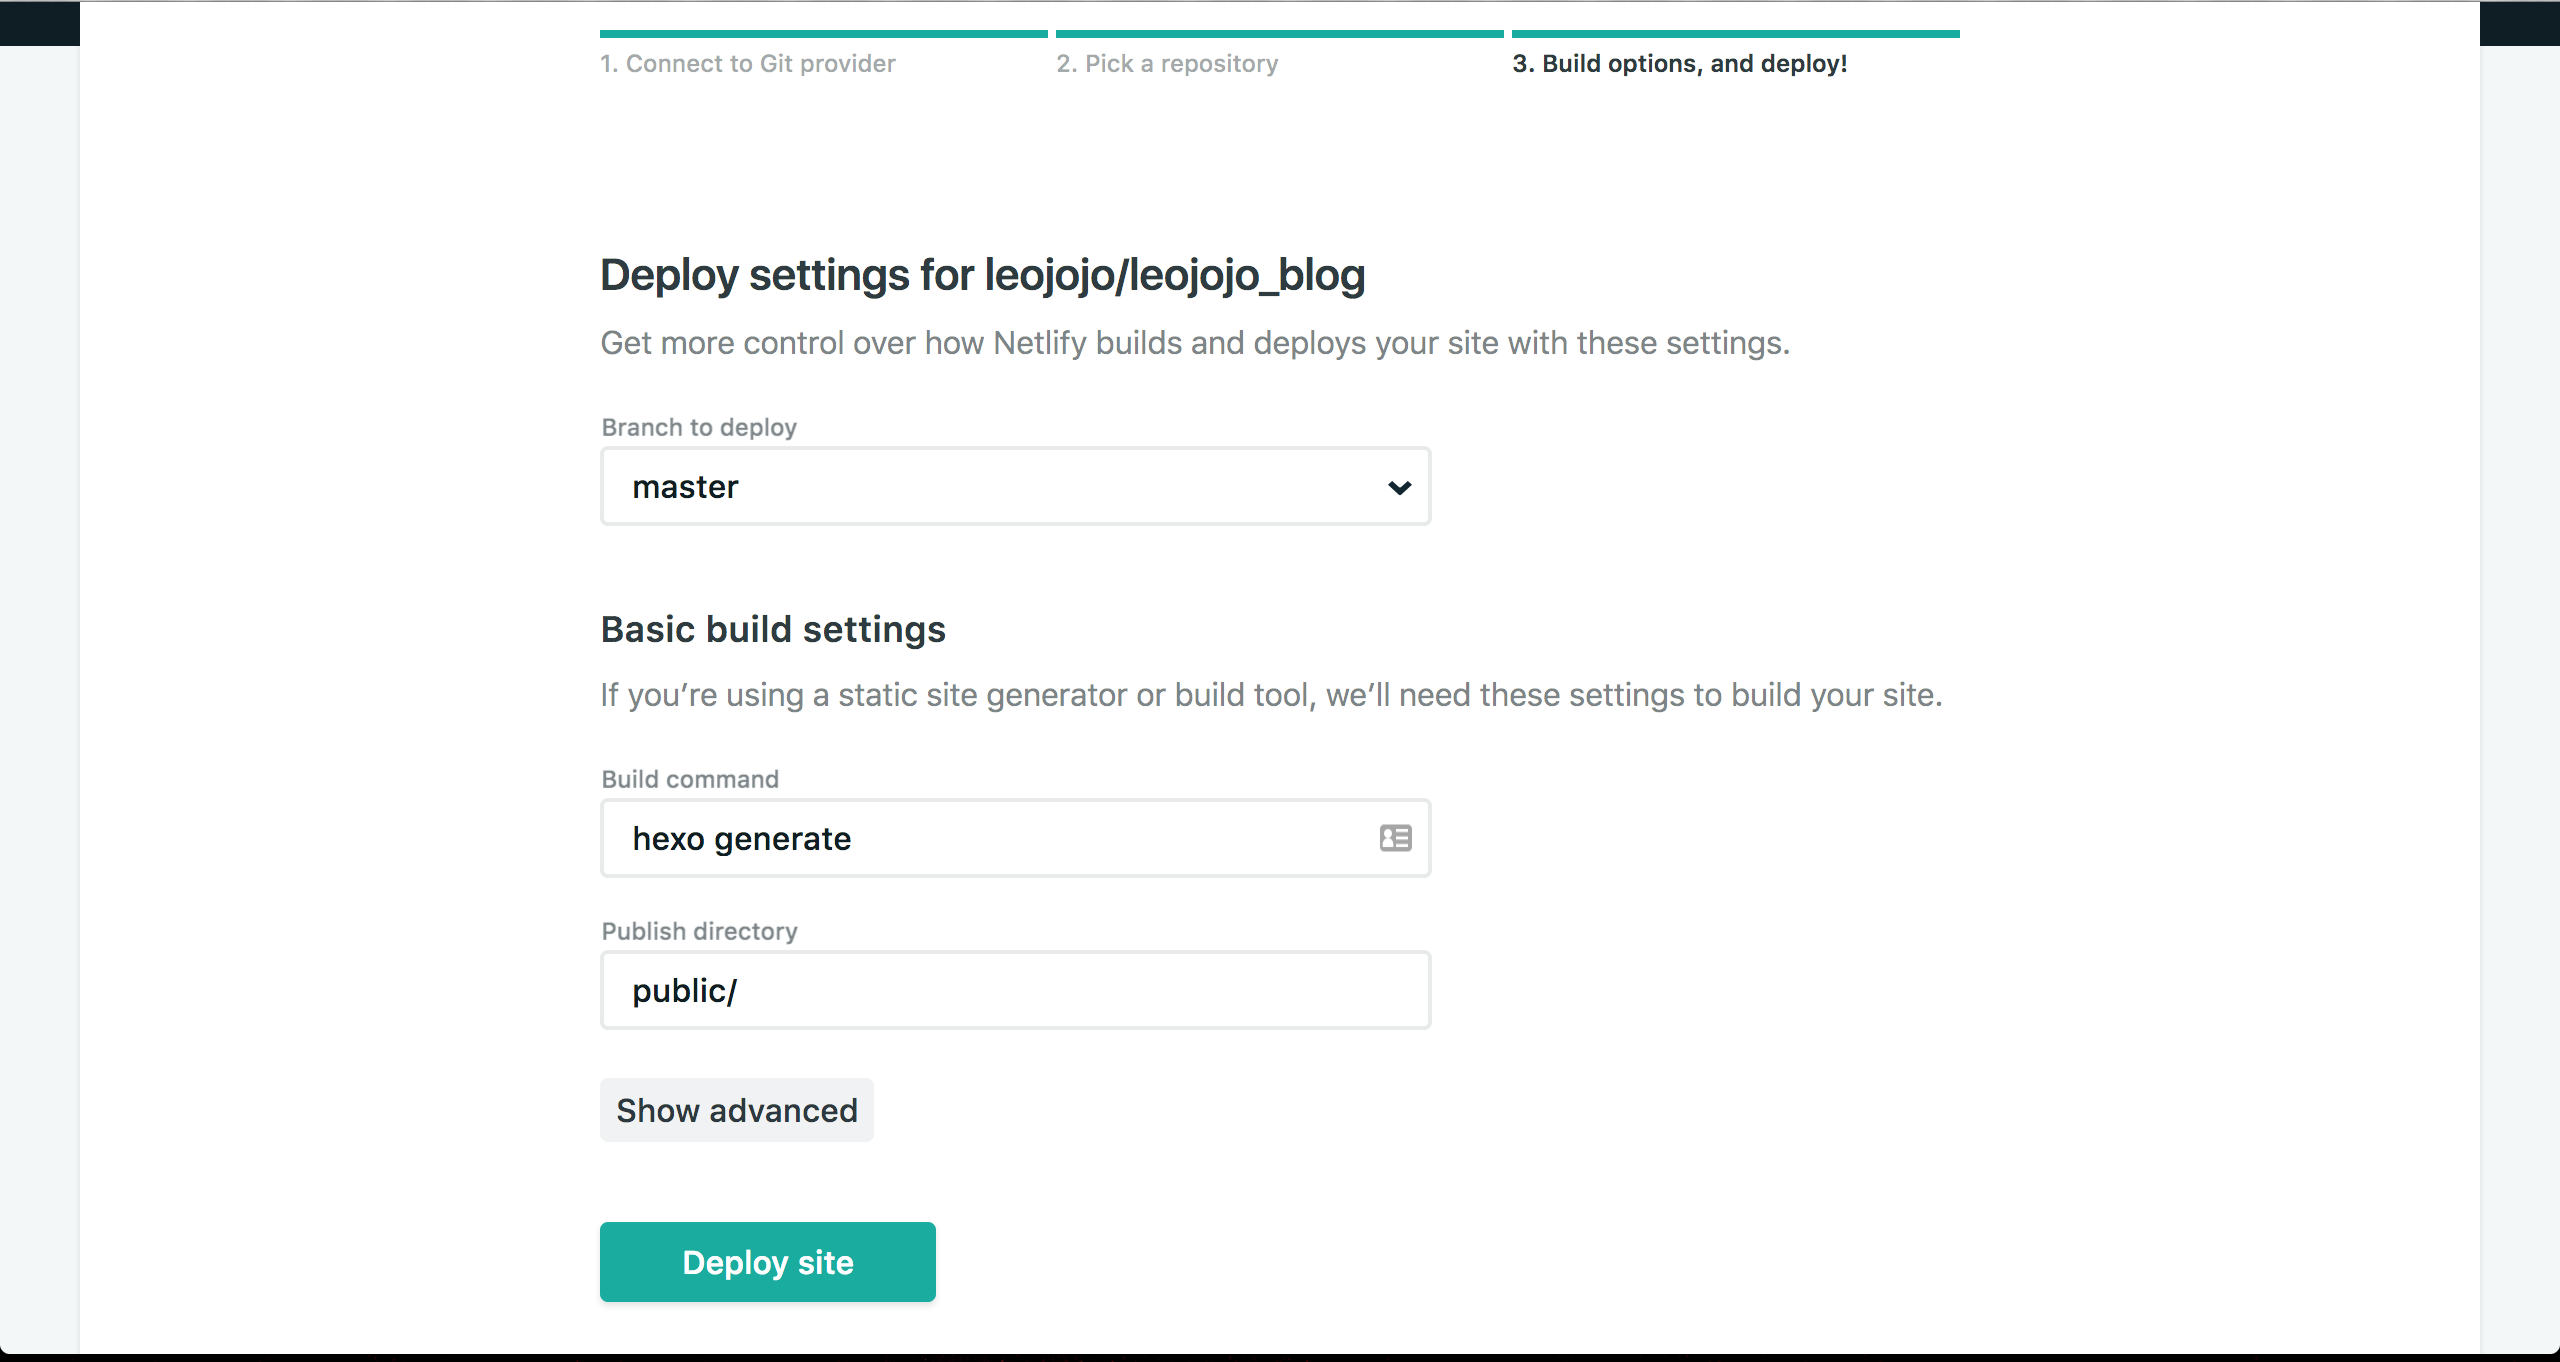 1. Connect to Git provider
2. Pick a repository
3. Build options, and deploy!
Deploy settings for leojojo/leojojo_blog
Get more control over how Netlify builds and deploys your site with these settings.
Branch to deploy
master
Basic build settings
If you’re using a static site generator or build tool, we’ll need these settings to build your site.
Build command
hexo generate
Publish directory
public/
Show advanced
Deploy site